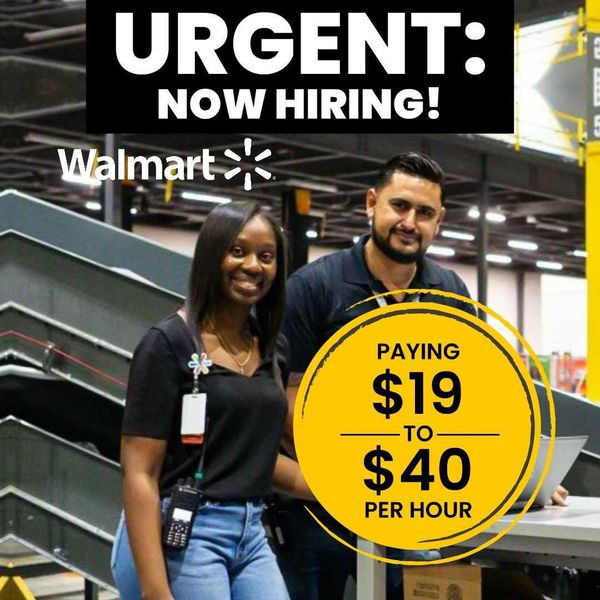 URGENT:
NOW HIRING!
Walmart
PAYING
$19
TO
$40
PER HOUR